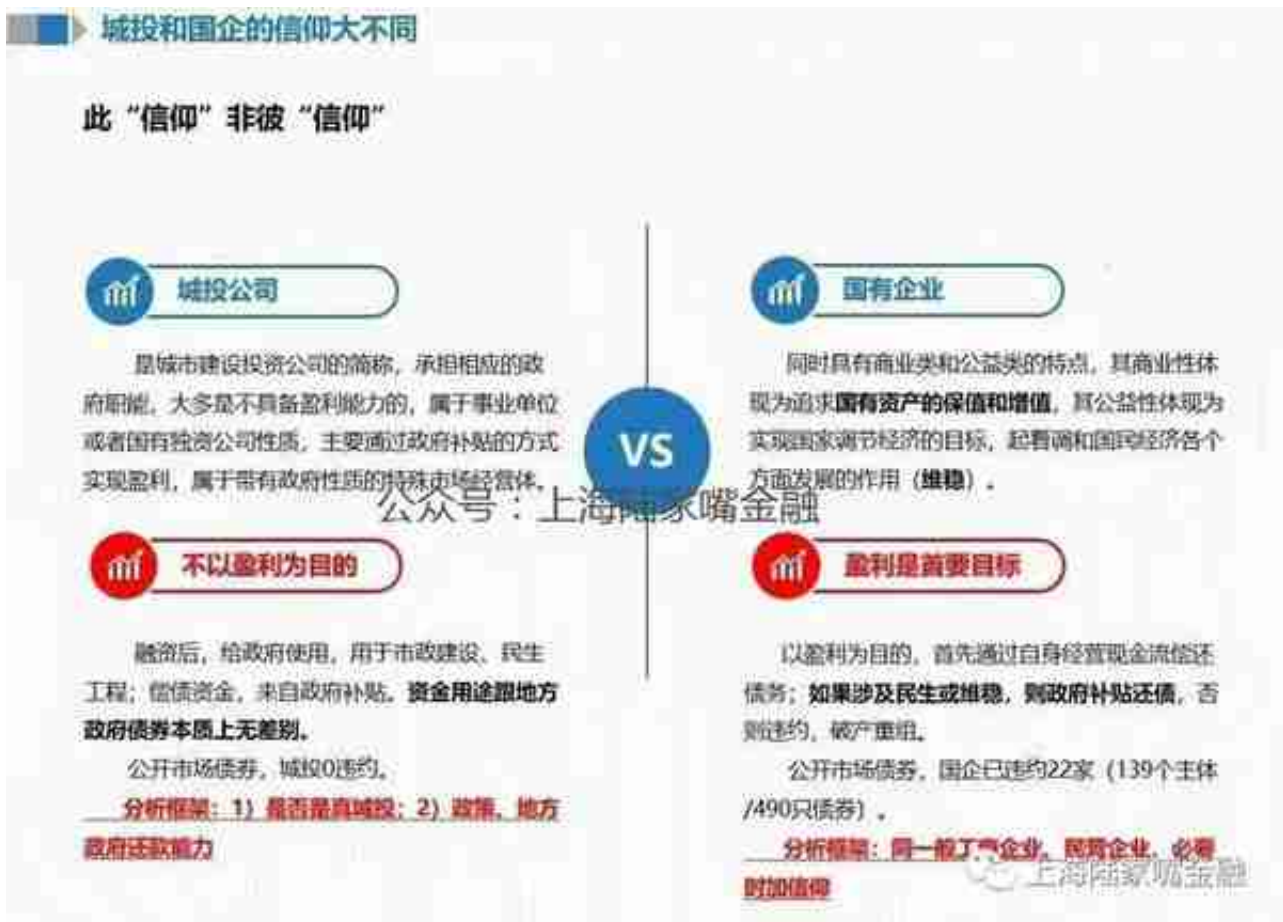 城投和国企的信仰大不同
此“信仰”非彼“信仰”
城投公司
是城市建设投资公司的简称，承担相应的政
府职能，大多是不具备盈利能力的，属于事业单位
或者国有独资公司性质，主要通过政府补贴的方式
实现盈利，属于带有政府性质的特殊市场经营体。
不以盈利为目的
融资后，给政府使用，用于市政建设、民生
工程；偿债资金，来自政府补贴。资金用途跟地方
政府债券本质上无差别。
公开市场债券，城投0违约。
分析框架：1）是否是真城投；2）政策、地方
政府还款能力
VS
国有企业
同时具有商业类和公益类的特点，其商业性体
现为追求国有资产的保值和增值，其公益性体现为
实现国家调节经济的目标，起着调和国民经济各个
方面发展的作用（维稳）。
盈利是首要目标
以盈利为目的，首先通过自身经营现金流偿还
债务；如果涉及民生或维稳，则政府补贴还债，否
则违约，破产重组。
公开市场债券，国企已违约22家（139个主体
/490只债券）。
分析框架：同一般工商企业、民营企业，必要
时加信仰
公众号：上海陆家嘴金融
上海陆家嘴金融